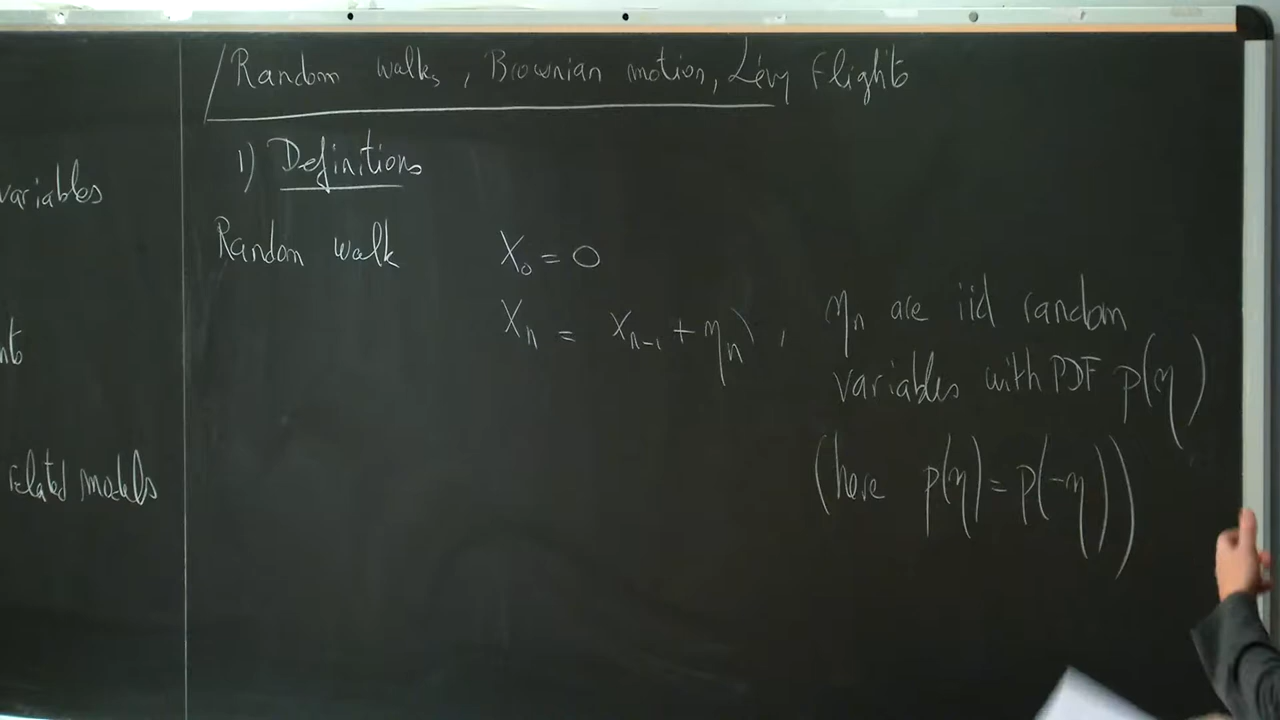 Random walks, Brownian motion, Lévy Flights
1) Definitions
variables
Random walk X₀ = 0
Xₙ = Xₙ₋₁ + ηₙ , ηₙ are iid random
variables with PDF p(η)
(here p(η) = p(-η))
related models